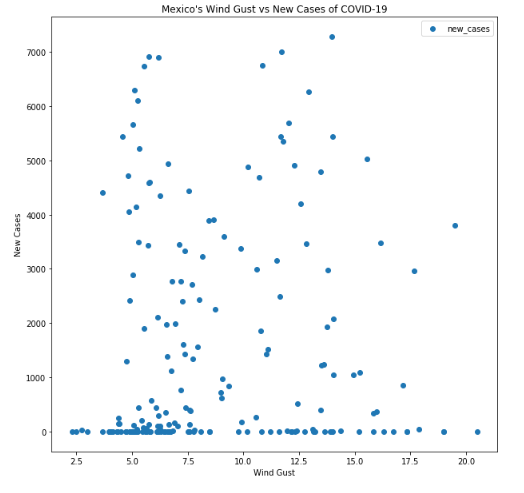 Mexico's Wind Gust vs New Cases of COVID-19
new_cases
7000
6000
5000
4000
3000
2000
1000
0
New Cases
2.5 5.0 7.5 10.0 12.5 15.0 17.5 20.0
Wind Gust